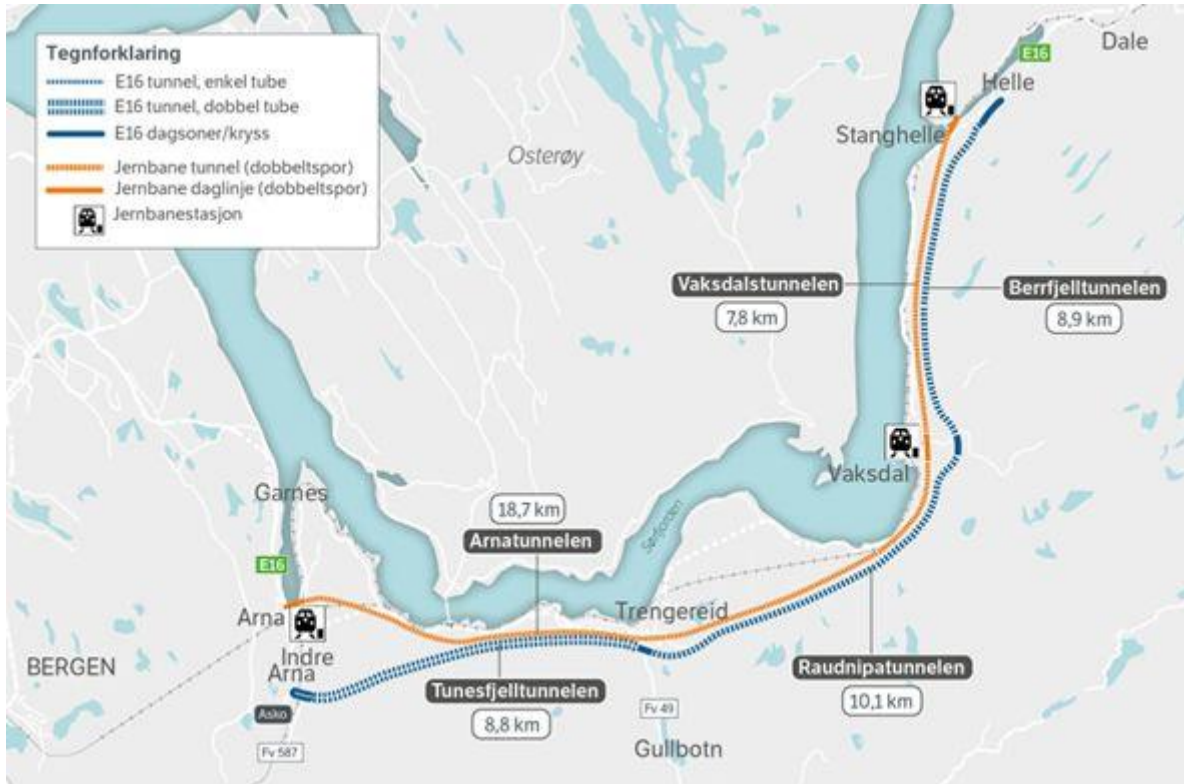 Tegnforklaring
E16 tunnel, enkel tube
E16 tunnel, dobbel tube
E16 dagsoner/kryss
Jernbane tunnel (dobbeltspor)
Jernbane daglinje (dobbeltspor)
Jernbanestasjon
Dale
E16
Helle
Stanghelle
Osterøy
Vaksdalstunnelen
7,8 km
Berrfjelltunnelen
8,9 km
Vaksdal
Garnes
18,7 km
Arnatunnelen
Sørfjorden
E16
Arna
Trengereid
Indre
Arna
BERGEN
Raudnipatunnelen
10,1 km
Tunesfjelltunnelen
8,8 km
Asko
Fv 49
Fv 587
Gullbotn